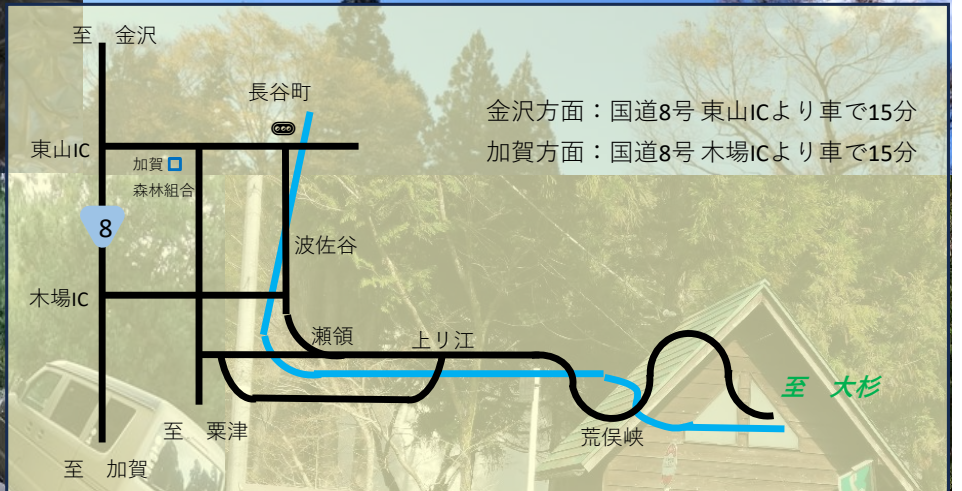 至 金沢
長谷町
金沢方面：国道8号 東山ICより車で15分
東山IC
加賀
森林組合
加賀方面：国道8号 木場ICより車で15分
8
波佐谷
木場IC
瀬領
上リ江
至 大杉
至 粟津
荒俣峡
至 加賀